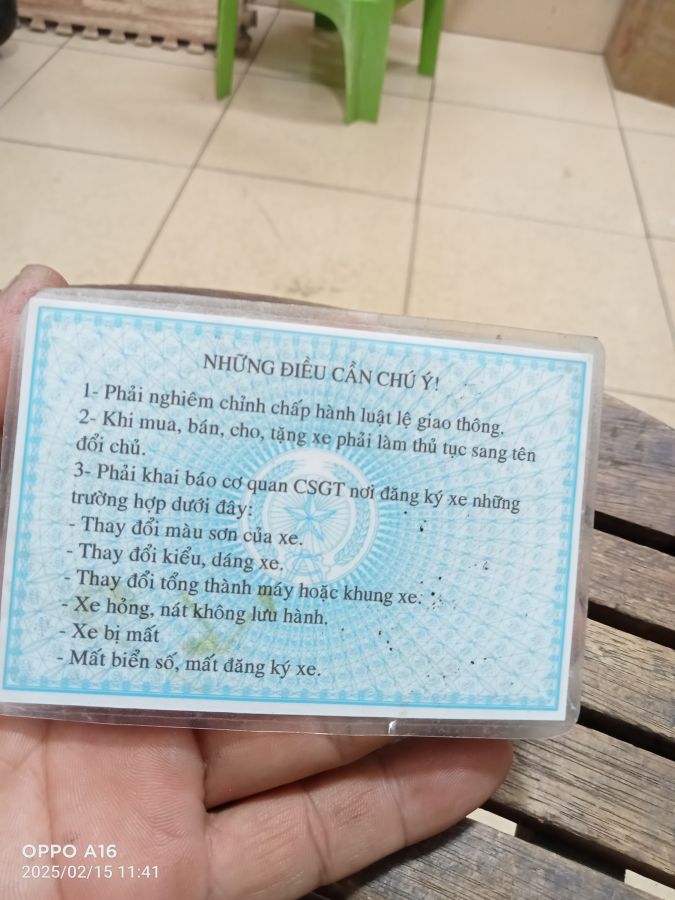 NHỮNG ĐIỀU CẦN CHÚ Ý!
1- Phải nghiêm chỉnh chấp hành luật lệ giao thông.
2- Khi mua, bán, cho, tặng xe phải làm thủ tục sang tên
đổi chủ.
3- Phải khai báo cơ quan CSGT nơi đăng ký xe những
trường hợp dưới đây:
- Thay đổi màu sơn của xe.
- Thay đổi kiểu, dáng xe.
- Thay đổi tổng thành máy hoặc khung xe.
- Xe hỏng, nát không lưu hành.
- Xe bị mất
- Mất biển số, mất đăng ký xe.
OPPO A16
2025/02/15 11:41